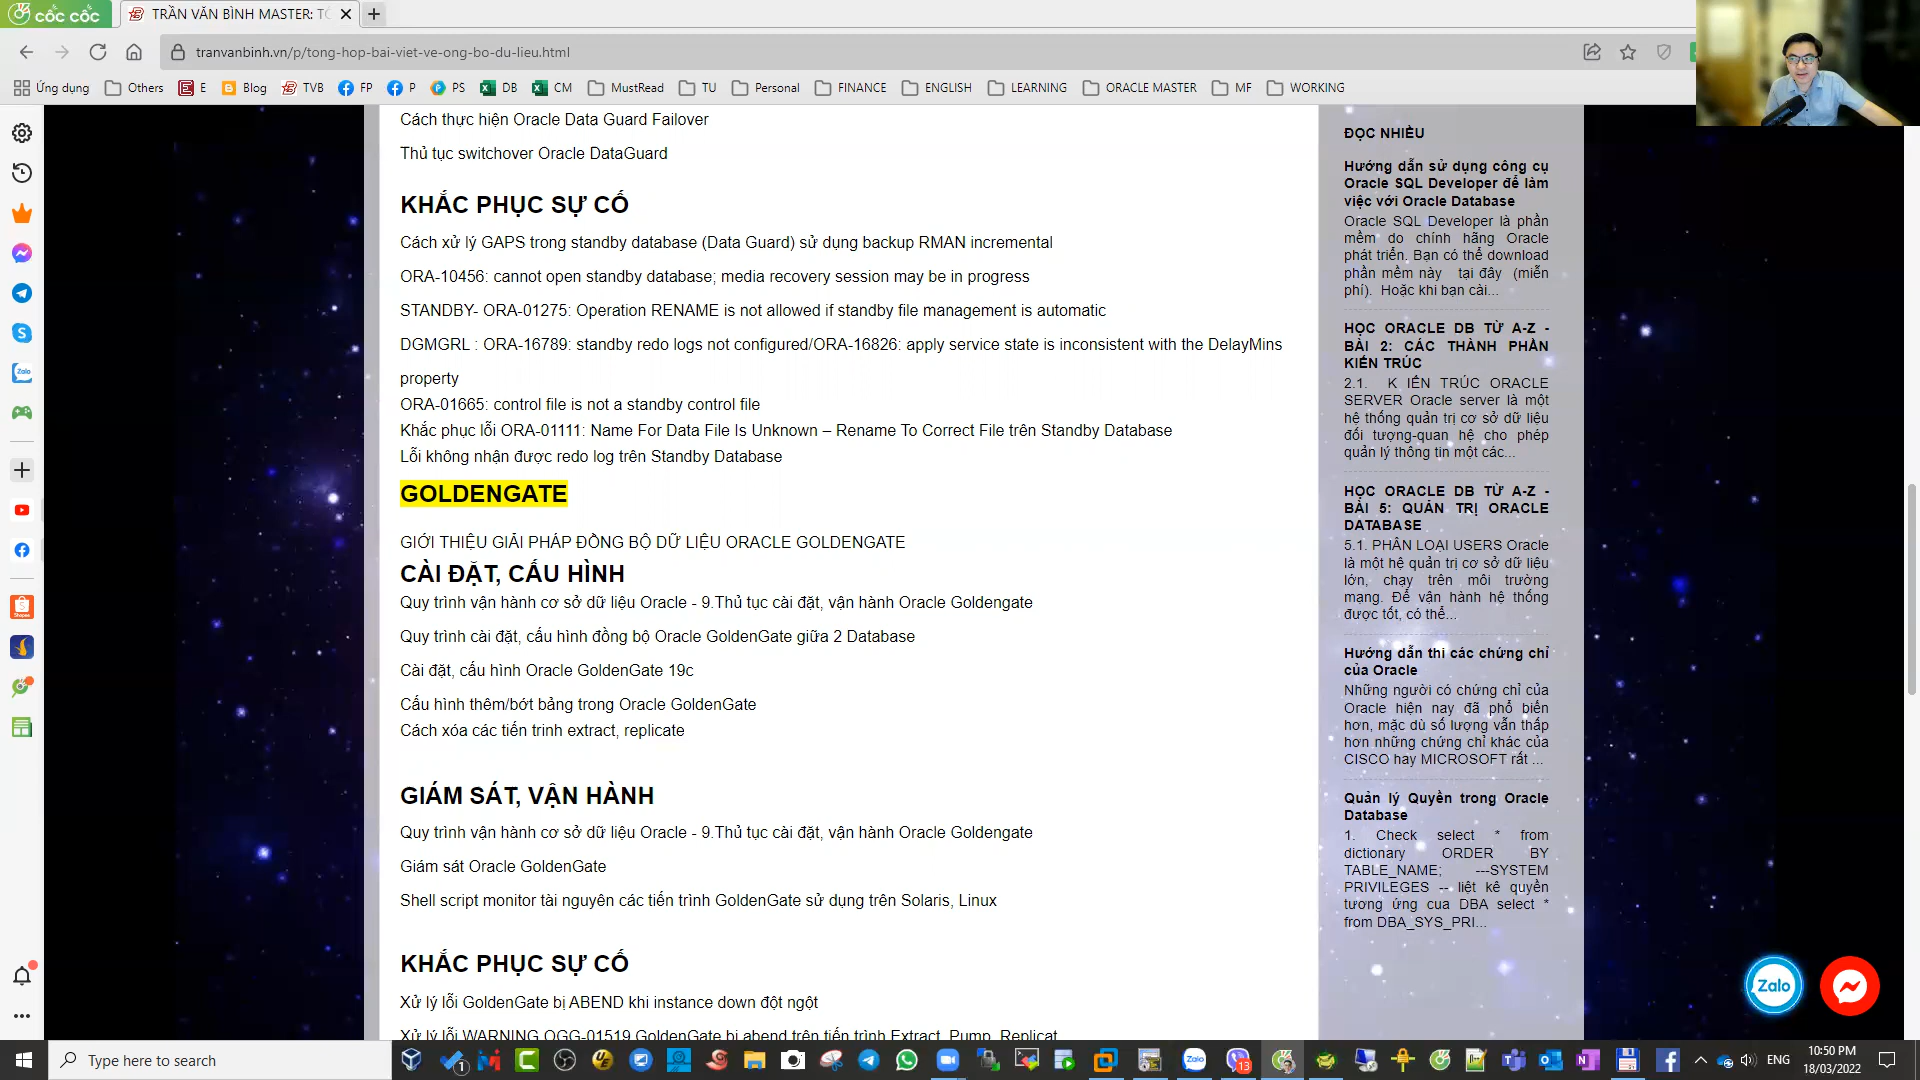 cốc cốc
TRẦN VĂN BÌNH MASTER: TỔ
tranvanbinh.vn/p/tong-hop-bai-viet-ve-ong-bo-du-lieu.html
Ứng dụng Others E Blog TVB FP P PS DB CM MustRead TU Personal FINANCE ENGLISH LEARNING ORACLE MASTER MF WORKING
Cách thực hiện Oracle Data Guard Failover
Thủ tục switchover Oracle DataGuard
KHẮC PHỤC SỰ CỐ
Cách xử lý GAPS trong standby database (Data Guard) sử dụng backup RMAN incremental
ORA-10456: cannot open standby database; media recovery session may be in progress
STANDBY- ORA-01275: Operation RENAME is not allowed if standby file management is automatic
DGMGRL : ORA-16789: standby redo logs not configured/ORA-16826: apply service state is inconsistent with the DelayMins
property
ORA-01665: control file is not a standby control file
Khắc phục lỗi ORA-01111: Name For Data File Is Unknown – Rename To Correct File trên Standby Database
Lỗi không nhận được redo log trên Standby Database
GOLDENGATE
GIỚI THIỆU GIẢI PHÁP ĐỒNG BỘ DỮ LIỆU ORACLE GOLDENGATE
CÀI ĐẶT, CẤU HÌNH
Quy trình vận hành cơ sở dữ liệu Oracle - 9.Thủ tục cài đặt, vận hành Oracle Goldengate
Quy trình cài đặt, cấu hình đồng bộ Oracle GoldenGate giữa 2 Database
Cài đặt, cấu hình Oracle GoldenGate 19c
Cấu hình thêm/bớt bảng trong Oracle GoldenGate
Cách xóa các tiến trinh extract, replicate
GIÁM SÁT, VẬN HÀNH
Quy trình vận hành cơ sở dữ liệu Oracle - 9.Thủ tục cài đặt, vận hành Oracle Goldengate
Giám sát Oracle GoldenGate
Shell script monitor tài nguyên các tiến trình GoldenGate sử dụng trên Solaris, Linux
KHẮC PHỤC SỰ CỐ
Xử lý lỗi GoldenGate bị ABEND khi instance down đột ngột
Xử lý lỗi WARNING OGG-01519 GoldenGate bị abend trên tiến trình Extract, Pump, Replicat
ĐỌC NHIỀU
Hướng dẫn sử dụng công cụ
Oracle SQL Developer để làm
việc với Oracle Database
Oracle SQL Developer là phần
mềm do chính hãng Oracle
phát triển. Bạn có thể download
phần mềm này tại đây (miễn
phí). Hoặc khi bạn cài...
HỌC ORACLE DB TỪ A-Z -
BÀI 2: CÁC THÀNH PHẦN
KIẾN TRÚC
2.1. K IẾN TRÚC ORACLE
SERVER Oracle server là một
hệ thống quản trị cơ sở dữ liệu
đối tượng-quan hệ cho phép
quản lý thông tin một các...
HỌC ORACLE DB TỪ A-Z -
BÀI 5: QUẢN TRỊ ORACLE
DATABASE
5.1. PHÂN LOẠI USERS Oracle
là một hệ quản trị cơ sở dữ liệu
lớn, chạy trên môi trường
mạng. Để vận hành hệ thống
được tốt, có thể...
Hướng dẫn thi các chứng chỉ
của Oracle
Những người có chứng chỉ của
Oracle hiện nay đã phổ biến
hơn, mặc dù số lượng vẫn thấp
hơn những chứng chỉ khác của
CISCO hay MICROSOFT rất ...
Quản lý Quyền trong Oracle
Database
1. Check select * from
dictionary ORDER BY
TABLE_NAME; ---SYSTEM
PRIVILEGES -- liệt kê quyền
tương ứng cua DBA select *
from DBA_SYS_PRI...
Zalo
Type here to search
ENG
10:50 PM
18/03/2022